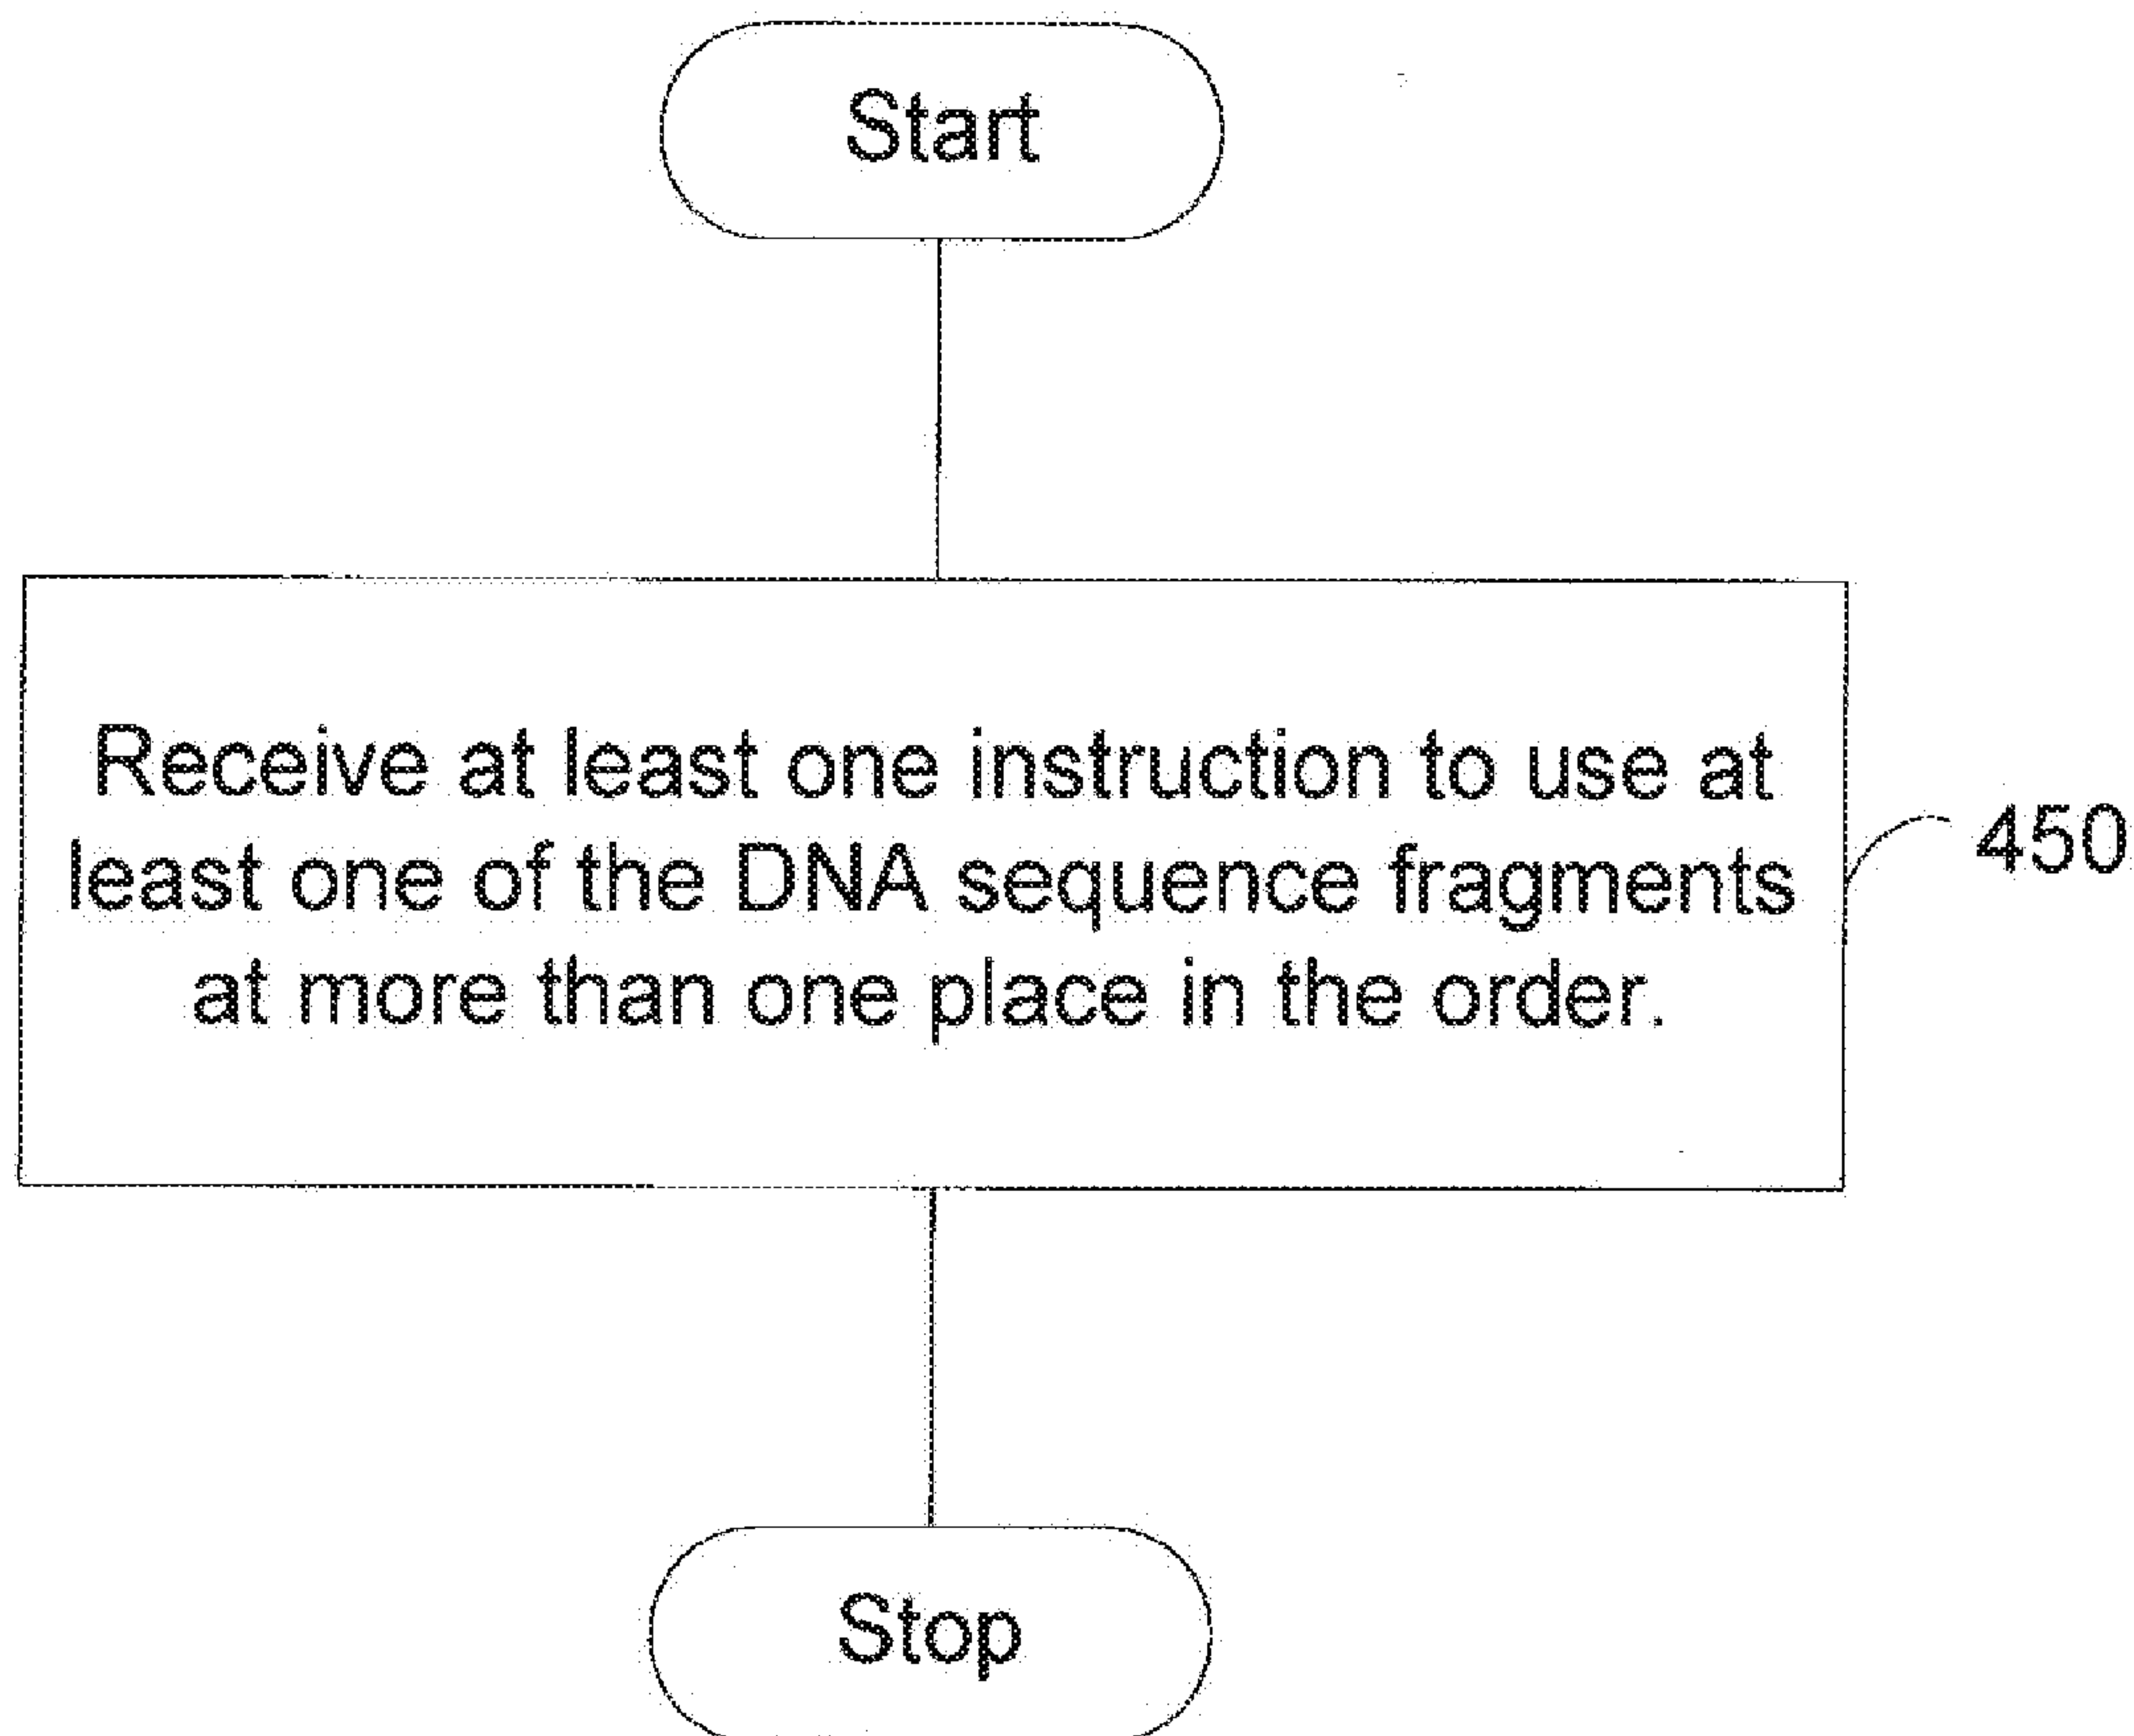 Start
Receive at least one instruction to use at
least one of the DNA sequence fragments
at more than one place in the order.
450
Stop